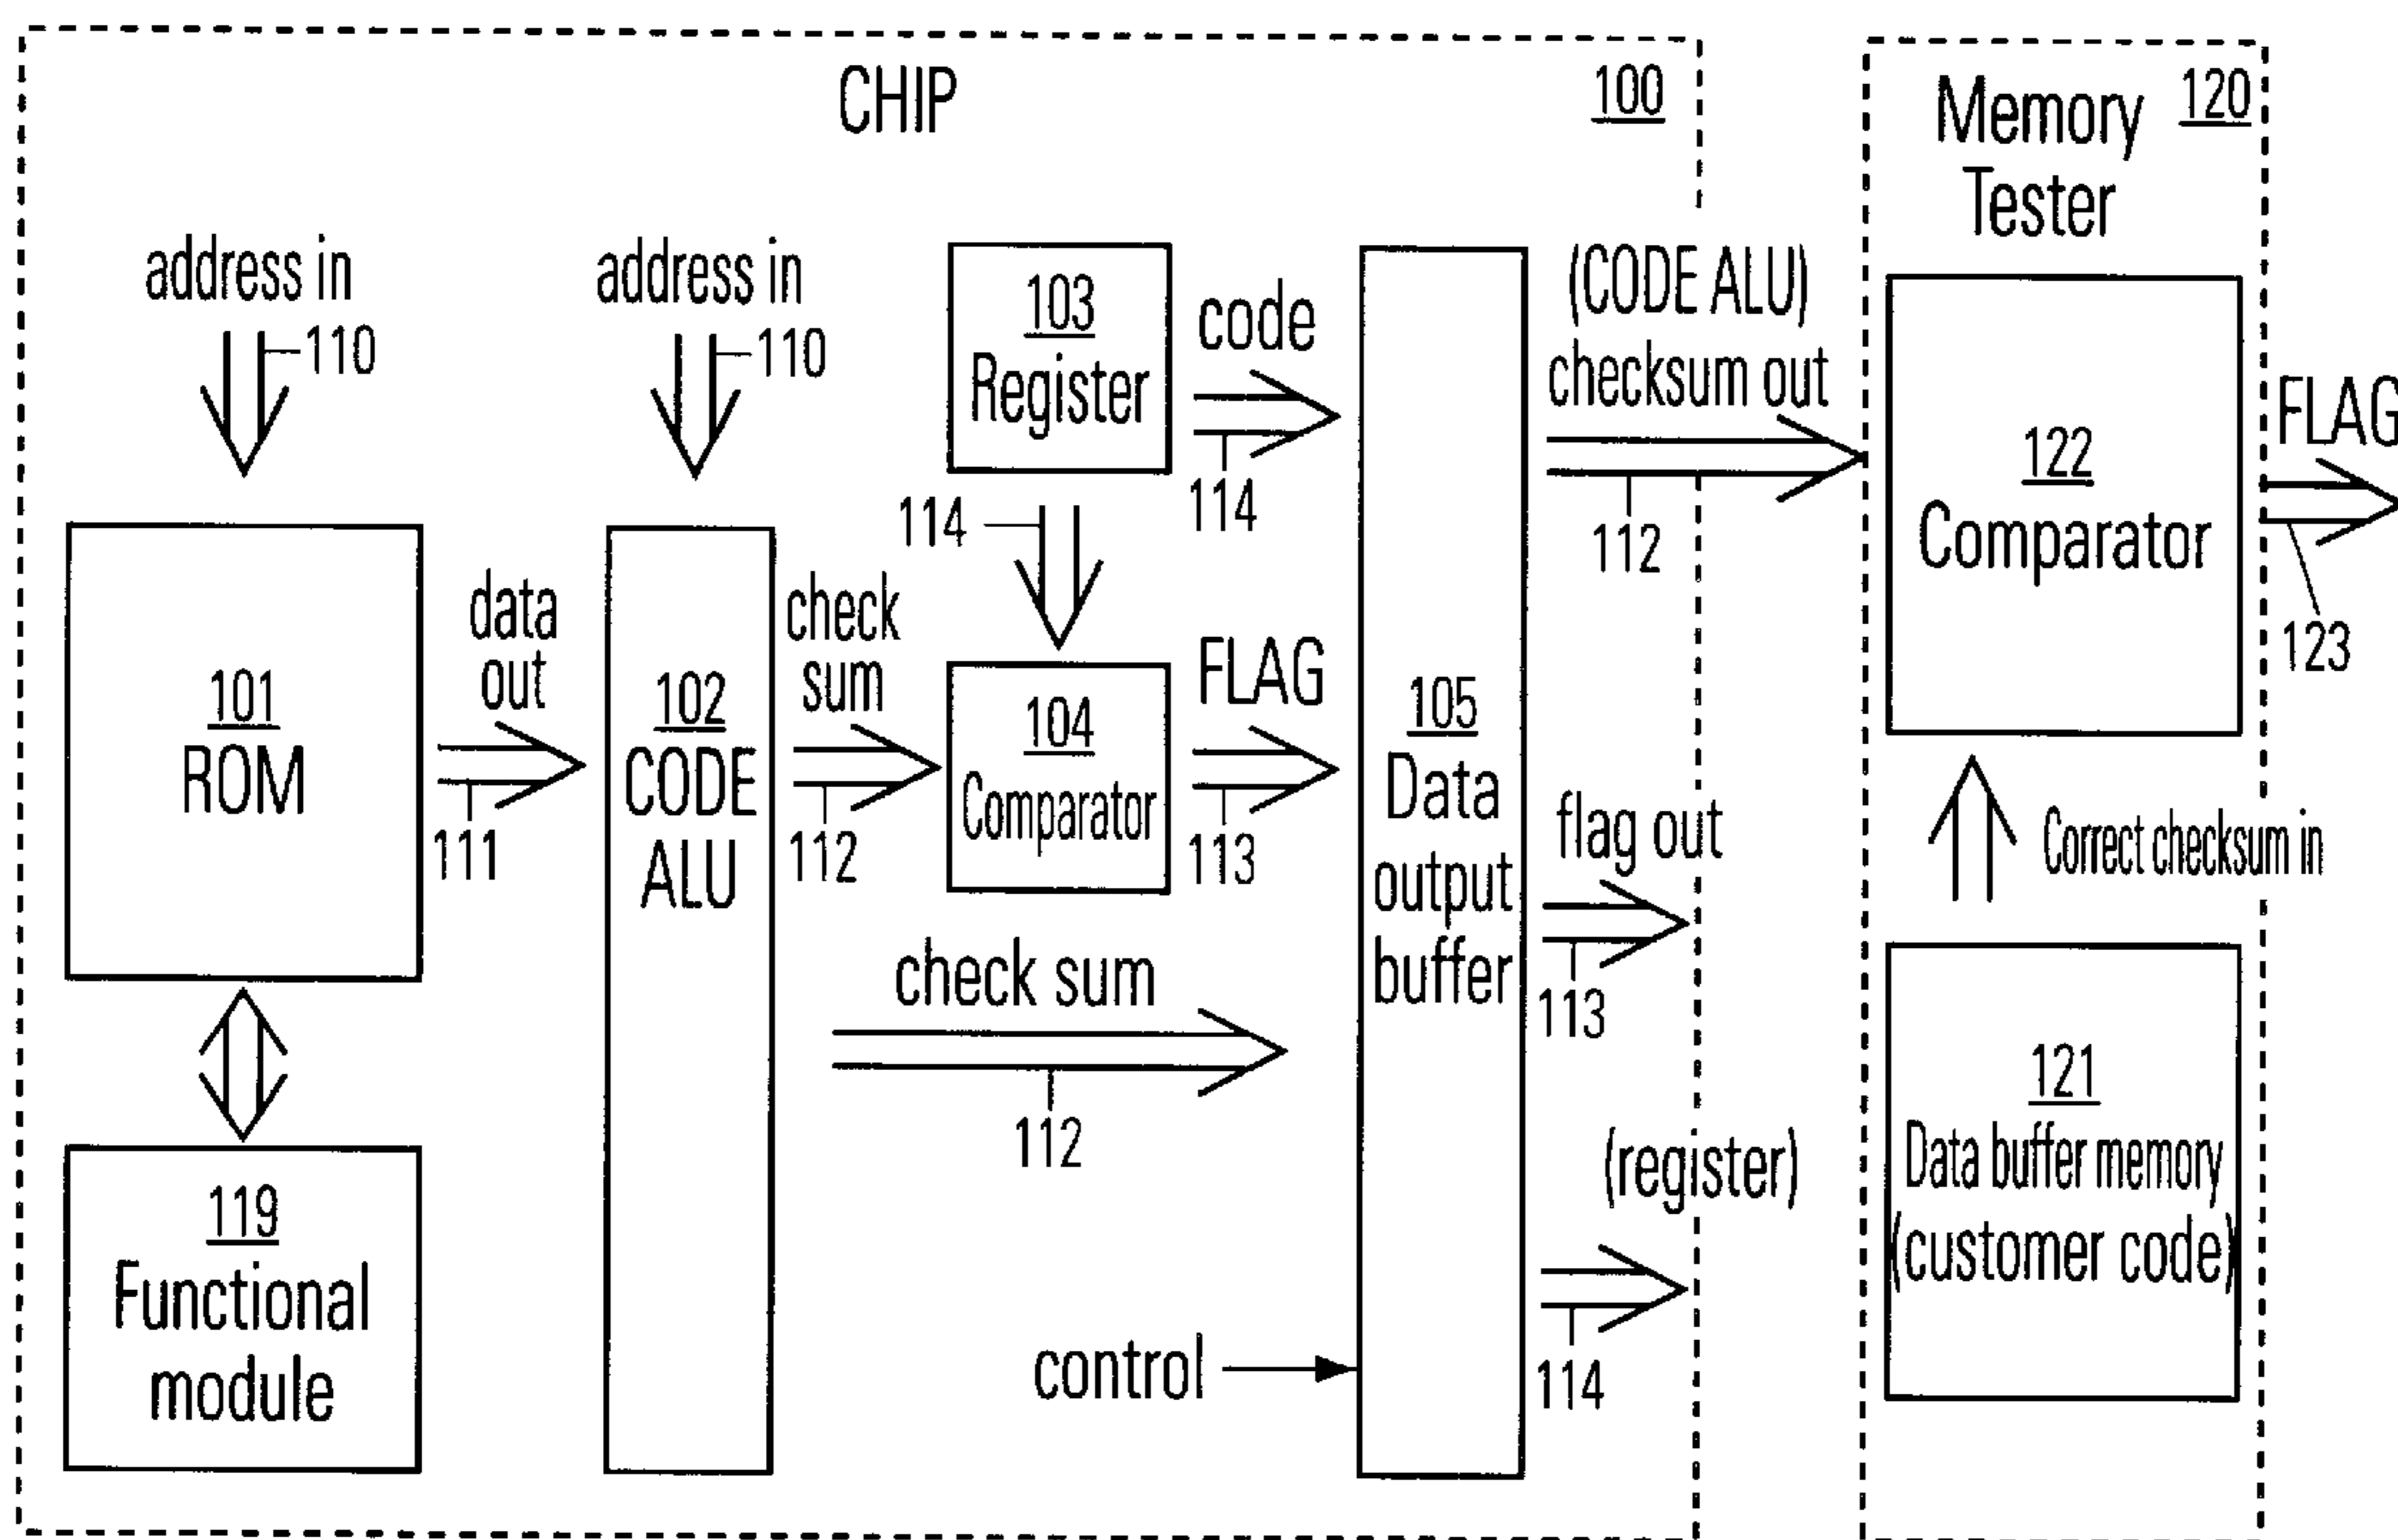 CHIP
100
Memory
120
Tester
address in
110
address in
110
103
Register
code
114
114
(CODE ALU)
checksum out
112
122
Comparator
FLAG
123
101
ROM
data
out
111
102
CODE
ALU
check
sum
112
104
Comparator
FLAG
113
105
Data
output
buffer
flag out
113
Correct checksum in
check sum
112
121
Data buffer memory
(customer code)
119
Functional
module
control
(register)
114